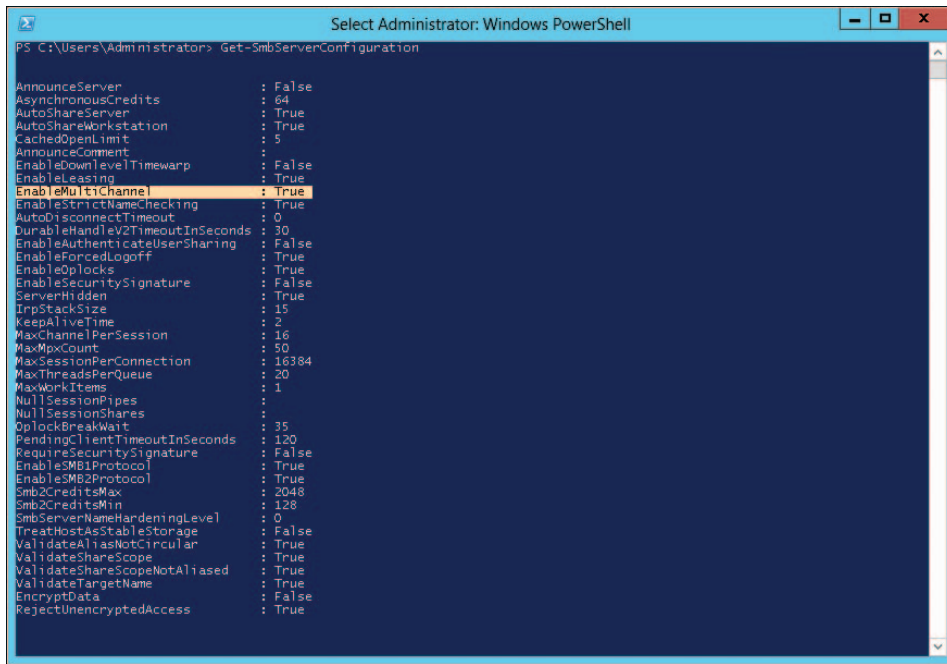 Select Administrator: Windows PowerShell
PS C:\Users\Administrator> Get-SmbServerConfiguration
AnnounceServer : False
AsynchronousCredits : 64
AutoShareServer : True
AutoShareWorkstation : True
CachedOpenLimit : 5
AnnounceComment :
EnableDownlevelTimewarp : False
EnableLeasing : True
EnableMultiChannel : True
EnableStrictNameChecking : True
AutoDisconnectTimeout : 0
DurableHandleV2TimeoutInSeconds : 30
EnableAuthenticateUserSharing : False
EnableForcedLogoff : True
EnableOplocks : True
EnableSecuritySignature : False
ServerHidden : True
IrpStackSize : 15
KeepAliveTime : 2
MaxChannelPerSession : 16
MaxMpxCount : 50
MaxSessionPerConnection : 16384
MaxThreadsPerQueue : 20
MaxWorkItems : 1
NullSessionPipes :
NullSessionShares :
OplockBreakWait : 35
PendingClientTimeoutInSeconds : 120
RequireSecuritySignature : False
EnableSMB1Protocol : True
EnableSMB2Protocol : True
Smb2CreditsMax : 2048
Smb2CreditsMin : 128
SmbServerNameHardeningLevel : 0
TreatHostAsStableStorage : False
ValidateAliasNotCircular : True
ValidateShareScope : True
ValidateShareScopeNotAliased : True
ValidateTargetName : True
EncryptData : False
RejectUnencryptedAccess : True